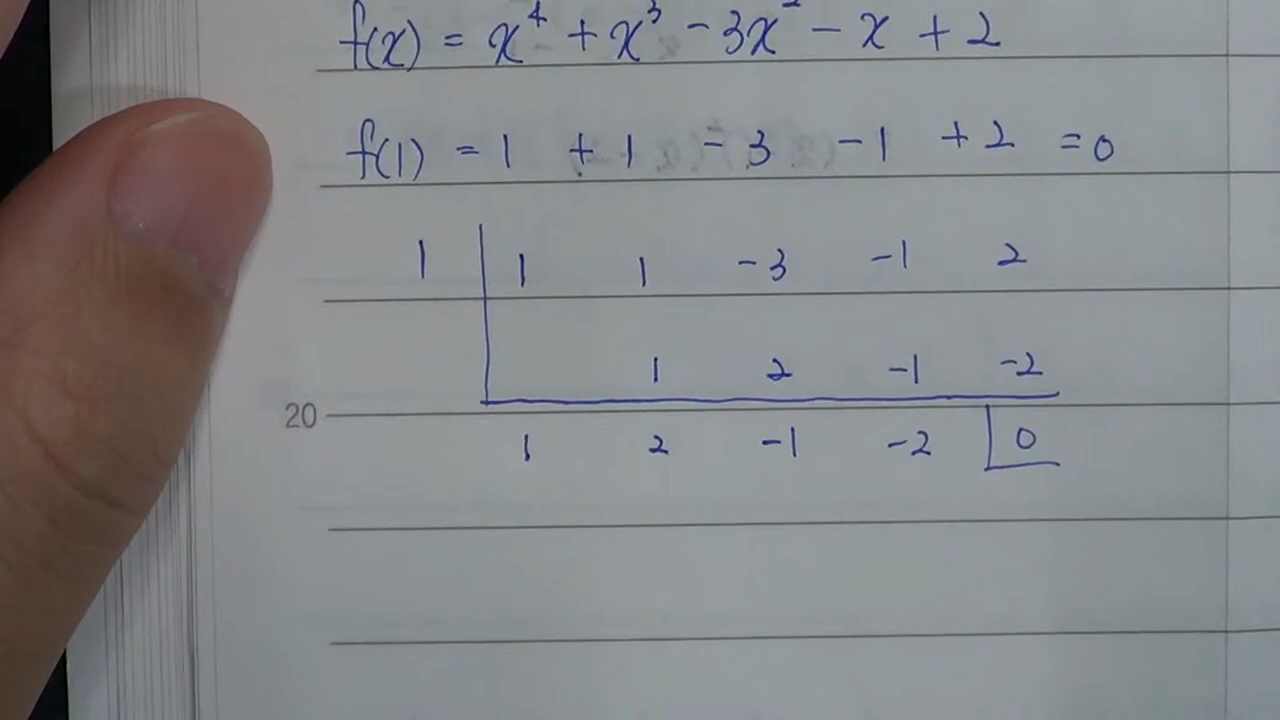 f(x) = x⁴ + x³ - 3x² - x + 2
f(1) = 1 + 1 - 3 - 1 + 2 = 0
1 | 1 1 -3 -1 2
1 2 -1 -2
20
1 2 -1 -2 | 0